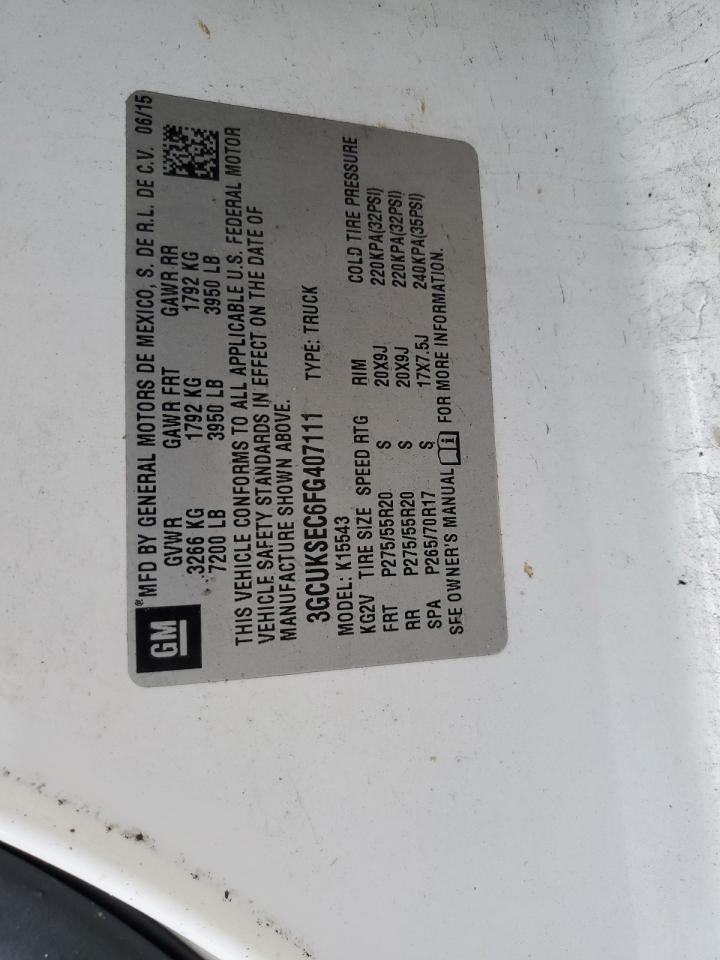 GM ® MFD BY GENERAL MOTORS DE MEXICO, S. DE R.L. DE C.V. 06/15
GVWR GAWR FRT GAWR RR
3266 KG 1792 KG 1792 KG
7200 LB 3950 LB 3950 LB
THIS VEHICLE CONFORMS TO ALL APPLICABLE U.S. FEDERAL MOTOR
VEHICLE SAFETY STANDARDS IN EFFECT ON THE DATE OF
MANUFACTURE SHOWN ABOVE.
3GCUKSEC6FG407111 TYPE: TRUCK
MODEL: K15543
KG2V TIRE SIZE SPEED RTG RIM COLD TIRE PRESSURE
FRT P275/55R20 S 20X9J 220KPA(32PSI)
RR P275/55R20 S 20X9J 220KPA(32PSI)
SPA P265/70R17 S 17X7.5J 240KPA(35PSI)
SEE OWNER'S MANUAL i FOR MORE INFORMATION.